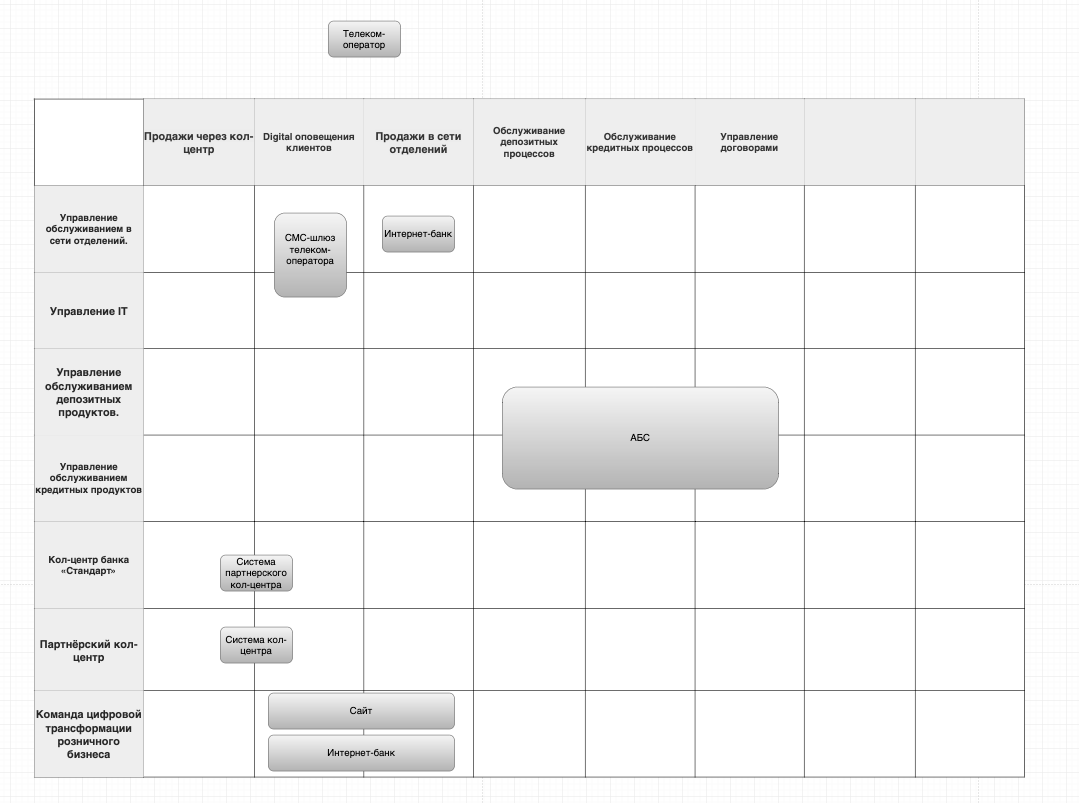 Телеком-
оператор
Продажи через кол-
центр
Digital оповещения
клиентов
Продажи в сети
отделений
Обслуживание
депозитных
процессов
Обслуживание
кредитных процессов
Управление
договорами
Управление
обслуживанием в
сети отделений.
СМС-шлюз
телеком-
оператора
Интернет-банк
Управление IT
Управление
обслуживанием
депозитных
продуктов.
АБС
Управление
обслуживанием
кредитных продуктов
Кол-центр банка
«Стандарт»
Система
партнерского
кол-центра
Партнёрский кол-
центр
Система кол-
центра
Команда цифровой
трансформации
розничного
бизнеса
Сайт
Интернет-банк